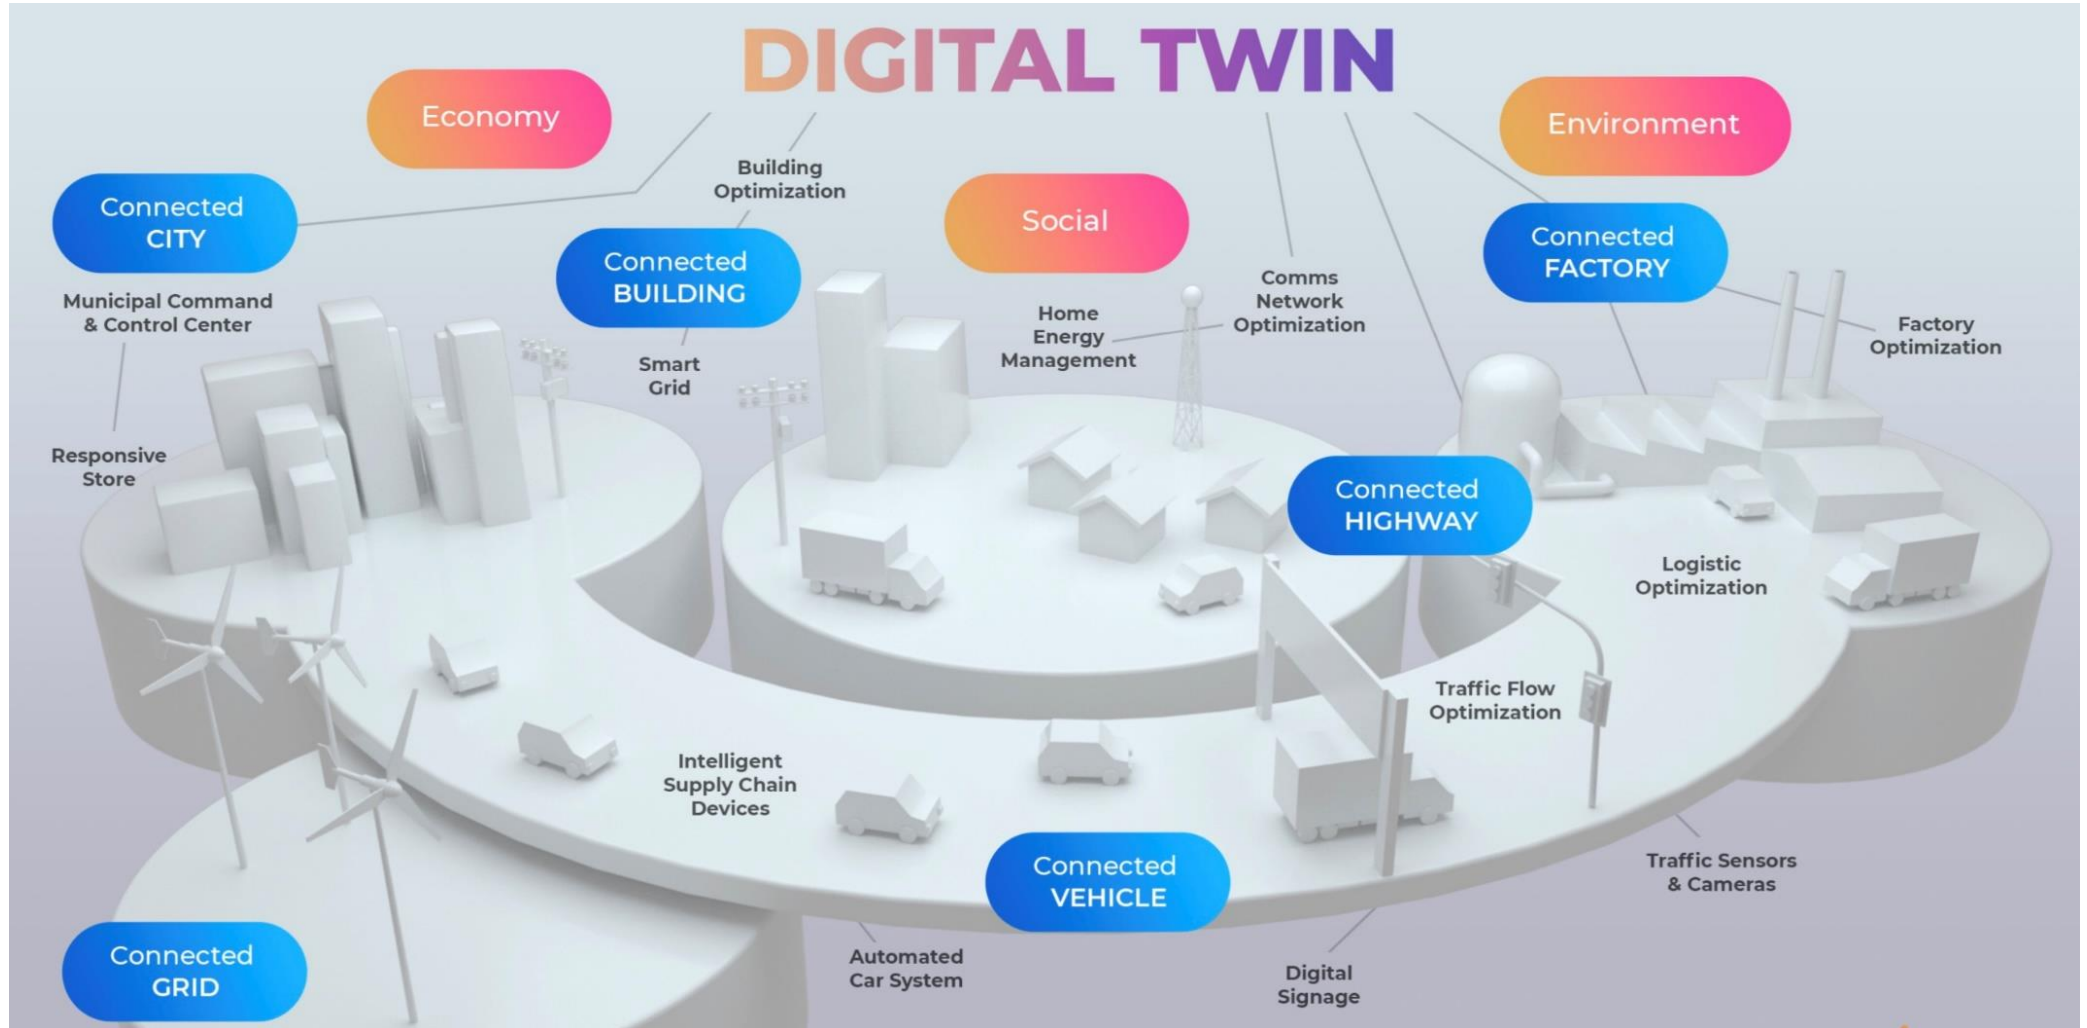 DIGITAL TWIN
Economy
Environment
Building
Optimization
Connected
CITY
Social
Connected
FACTORY
Connected
BUILDING
Municipal Command
& Control Center
Comms
Network
Optimization
Home
Energy
Management
Factory
Optimization
Smart
Grid
Responsive
Store
Connected
HIGHWAY
Logistic
Optimization
Traffic Flow
Optimization
Intelligent
Supply Chain
Devices
Connected
VEHICLE
Traffic Sensors
& Cameras
Connected
GRID
Automated
Car System
Digital
Signage